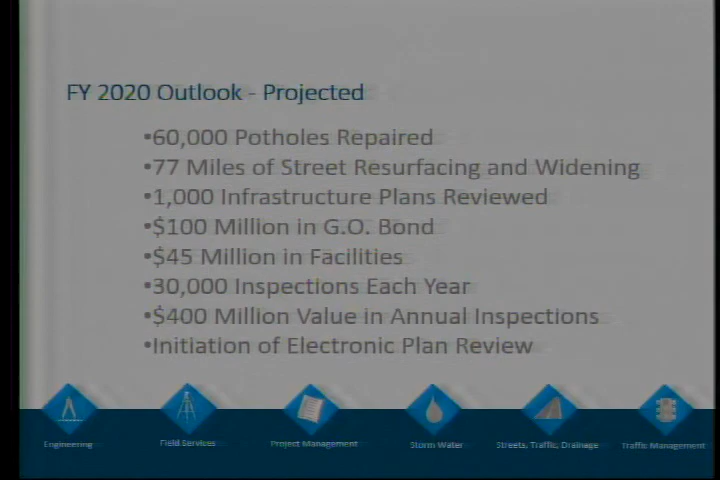 FY 2020 Outlook - Projected
•60,000 Potholes Repaired
•77 Miles of Street Resurfacing and Widening
•1,000 Infrastructure Plans Reviewed
•$100 Million in G.O. Bond
•$45 Million in Facilities
•30,000 Inspections Each Year
•$400 Million Value in Annual Inspections
•Initiation of Electronic Plan Review
Engineering Field Services Project Management Storm Water Streets, Traffic, Drainage Traffic Management